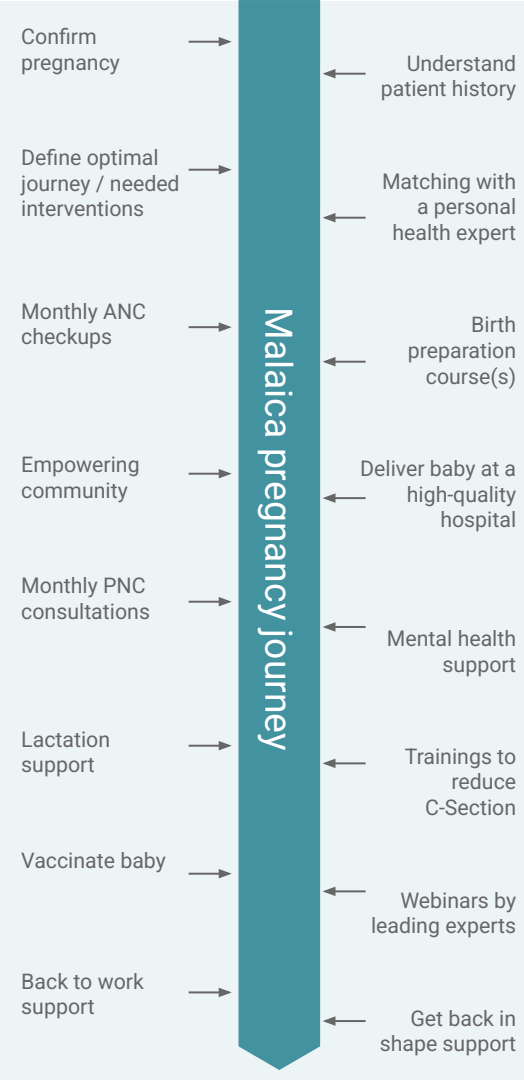 Confirm
pregnancy
Understand
patient history
Define optimal
journey / needed
interventions
Matching with
a personal
health expert
Monthly ANC
checkups
Birth
preparation
course(s)
Malaica pregnancy journey
Empowering
community
Deliver baby at a
high-quality
hospital
Monthly PNC
consultations
Mental health
support
Lactation
support
Trainings to
reduce
C-Section
Vaccinate baby
Webinars by
leading experts
Back to work
support
Get back in
shape support